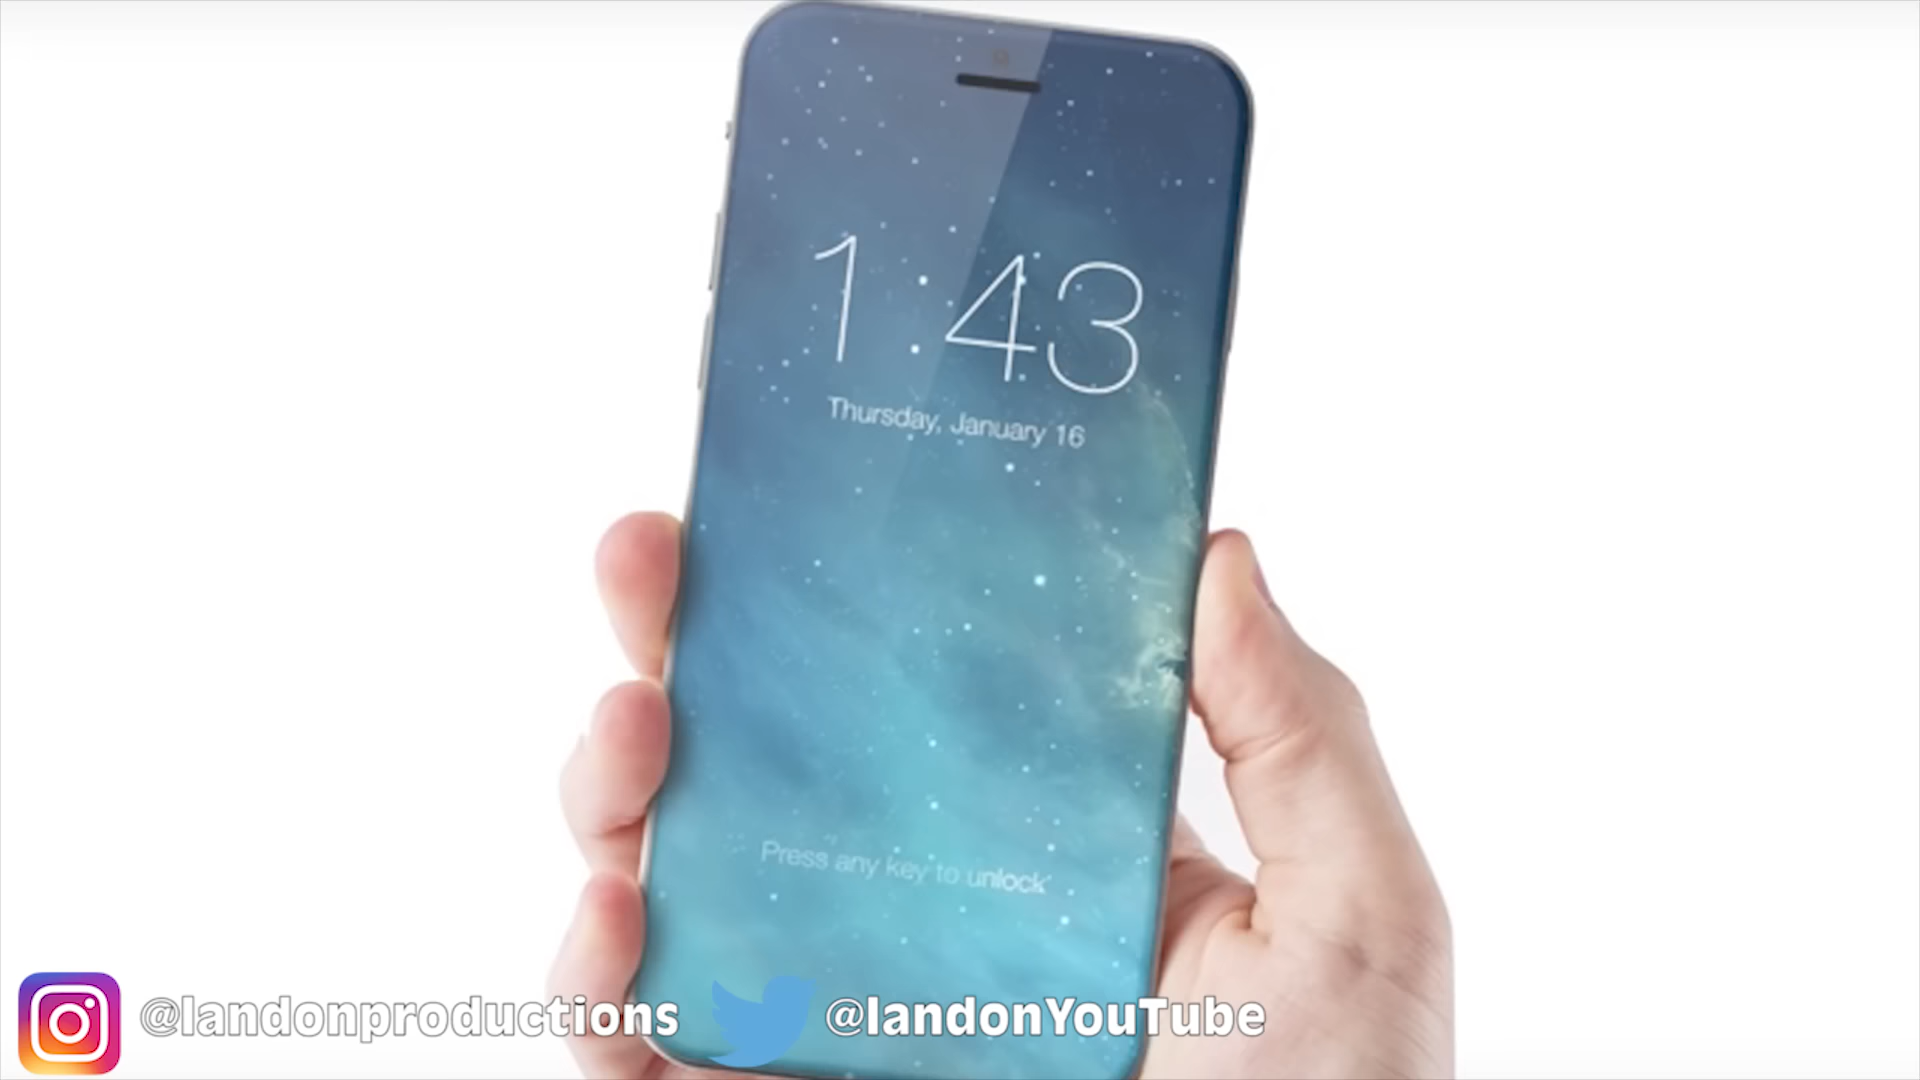 1:43
Thursday, January 16
Press any key to unlock
@landonproductions
@landonYouTube